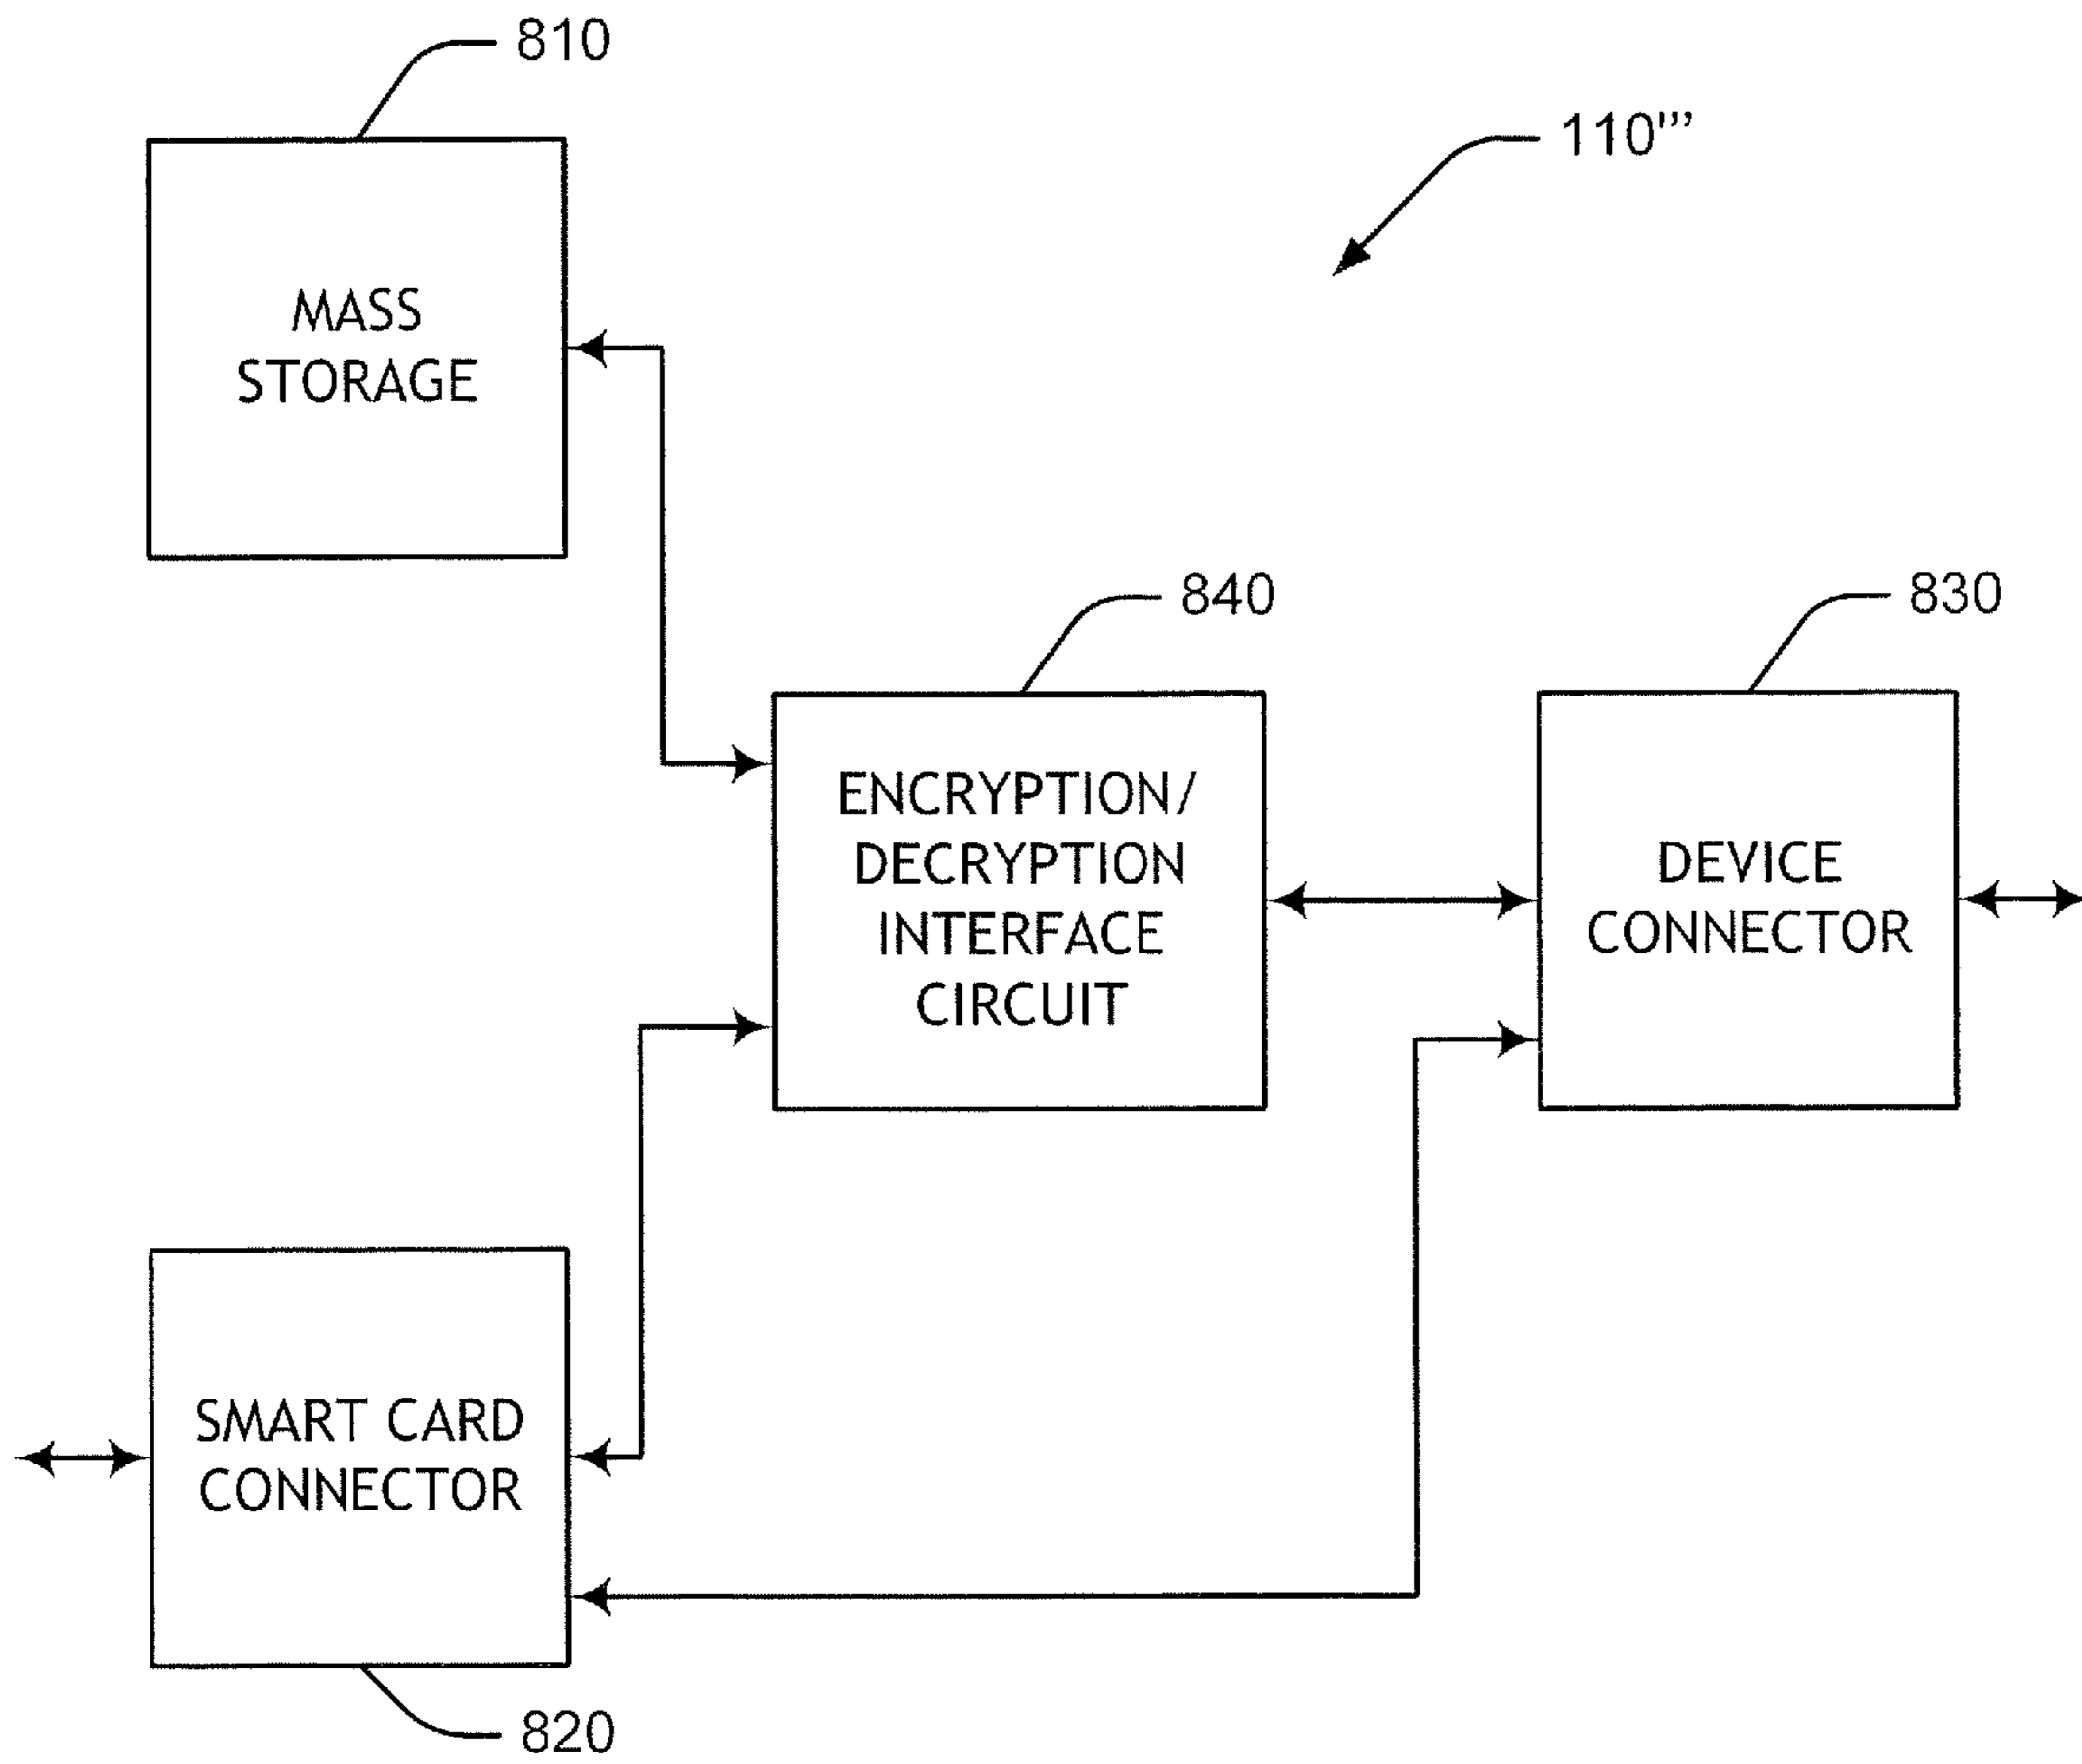 810
110'''
MASS
STORAGE
840
830
ENCRYPTION/
DECRYPTION
INTERFACE
CIRCUIT
DEVICE
CONNECTOR
SMART CARD
CONNECTOR
820